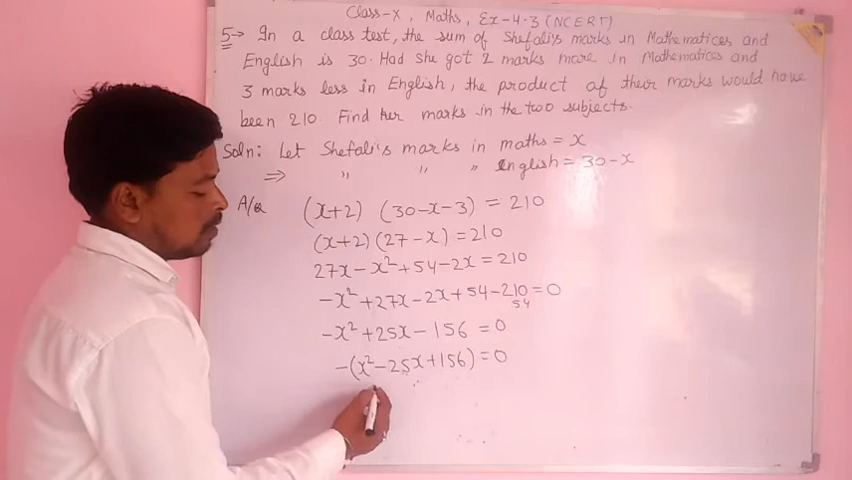 Class-X, Maths, Ex-4.3 (NCERT)
5→ In a class test, the sum of Shefali's marks in Mathematices and
English is 30. Had she got 2 marks more in Mathematics and
3 marks less in English, the product of their marks would have
been 210. Find her marks in the two subjects.
Soln: Let Shefali's marks in maths = x
⇒ " " " English = 30-x
A/Q (x+2) (30-x-3) = 210
(x+2)(27-x) = 210
27x-x²+54-2x = 210
-x²+27x-2x+54-210=0
54
-x²+25x-156 = 0
-(x²-25x+156) = 0